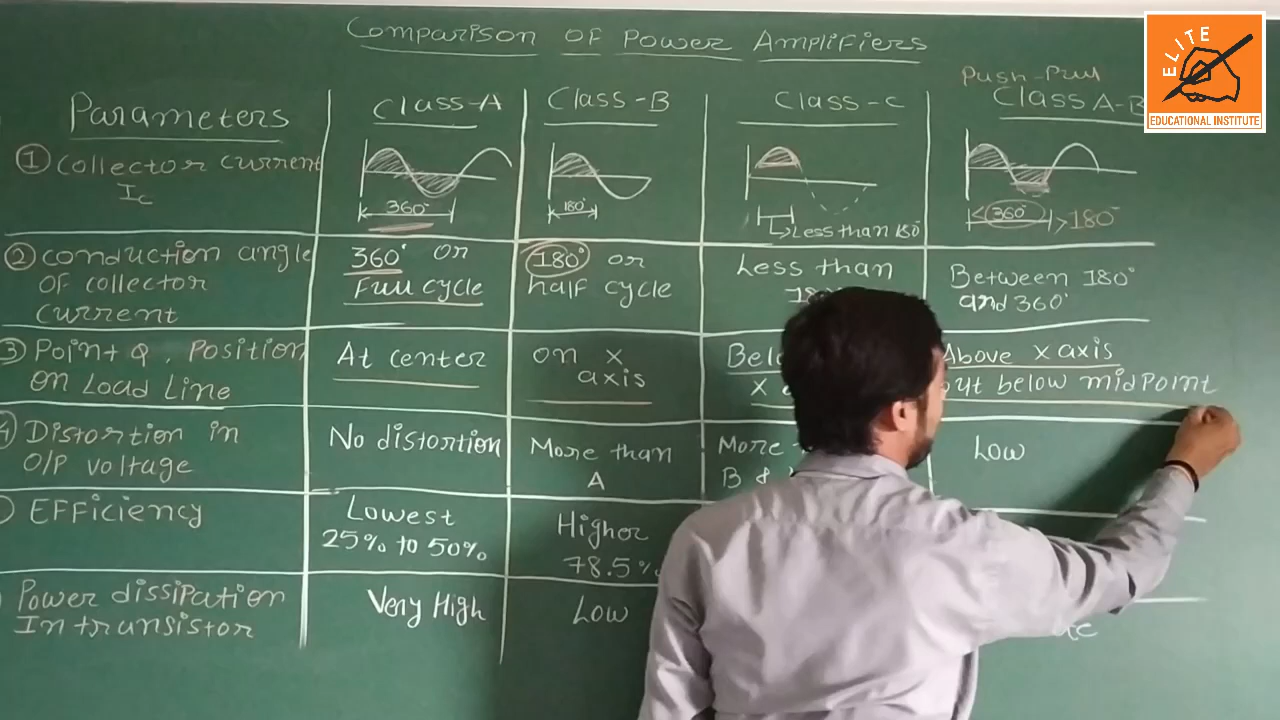 Comparison of Power Amplifiers
ELITE
EDUCATIONAL INSTITUTE
Parameters
Class-A
Class-B
Class-C
Push-Pull
Class A-B
① Collector current
Ic
360°
180°
Less than 180°
360° >180°
② conduction angle
of collector
current
360° or
Full cycle
180° or
half cycle
Less than
Between 180°
and 360°
③ Point Q, Position
on Load Line
At center
on x
axis
X
Above x axis
but below midpoint
④ Distortion in
O/P voltage
No distortion
More than
A
More
B &
Low
Efficiency
Lowest
25% to 50%
Higher
78.5%
Power dissipation
In transistor
Very High
Low